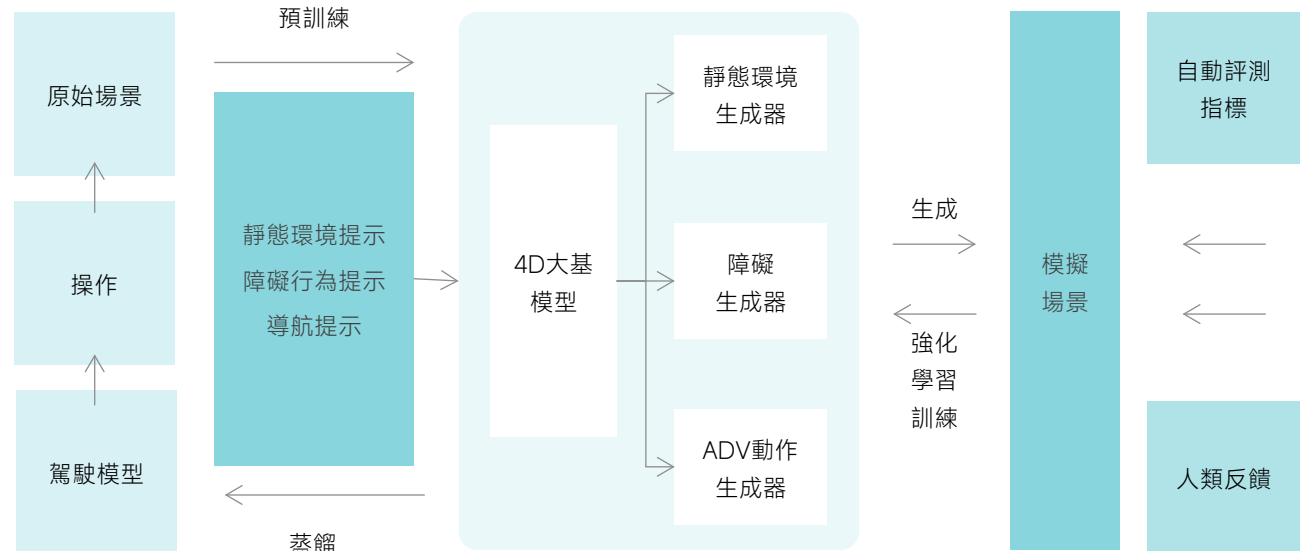 預訓練
原始場景
操作
駕駛模型
靜態環境提示
障礙行為提示
導航提示
蒸餾
4D大基
模型
靜態環境
生成器
障礙
生成器
ADV動作
生成器
生成
強化
學習
訓練
模擬
場景
自動評測
指標
人類反饋